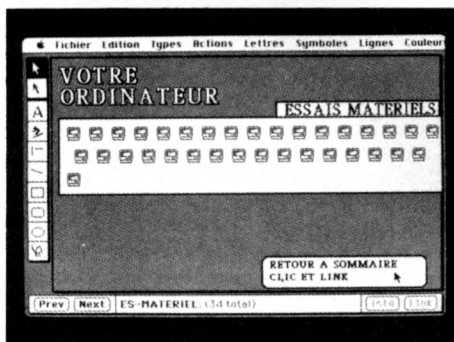 Fichier Edition Types Actions Lettres Symboles Lignes Couleurs
VOTRE
ORDINATEUR
ESSAIS MATERIELS
A
RETOUR A SOMMAIRE
CLIC ET LINK
Prev Next ES-MATERIEL: (34 total) Info Link